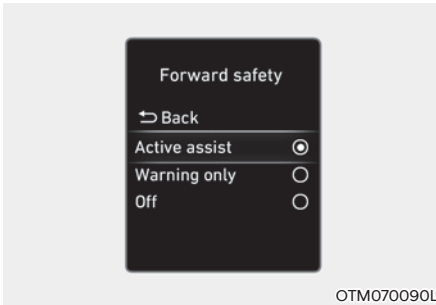 Forward safety
Back
Active assist
Warning only
Off
OTM070090L